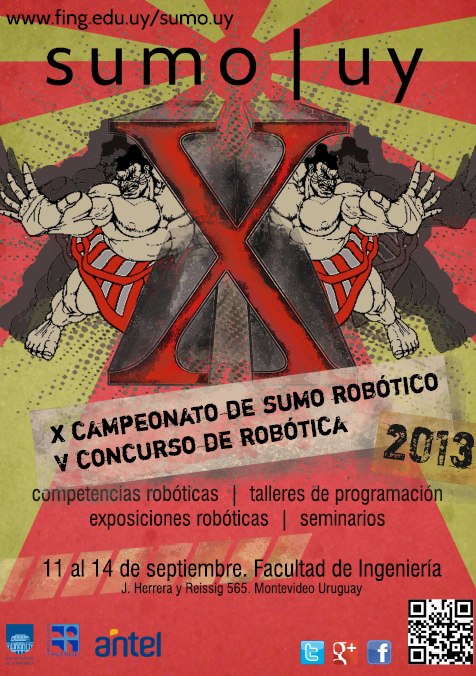 www.fing.edu.uy/sumo.uy
sumo|uy
X
X CAMPEONATO DE SUMO ROBÓTICO
V CONCURSO DE ROBÓTICA
2013
competencias robóticas | talleres de programación
exposiciones robóticas | seminarios
11 al 14 de septiembre. Facultad de Ingeniería
J. Herrera y Reissig 565. Montevideo Uruguay
antel
g+
f